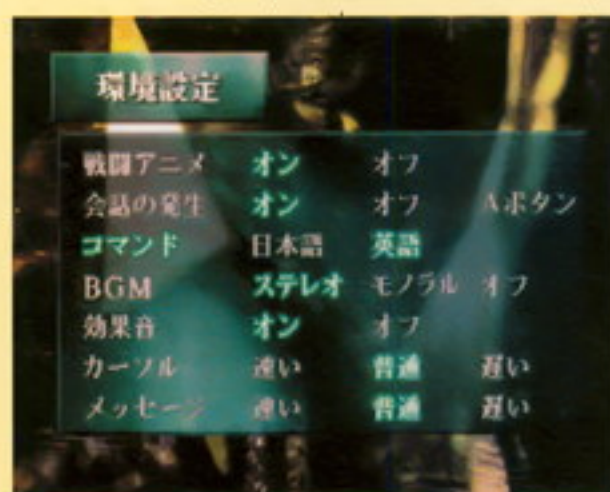 環境設定
戦闘アニメ オン オフ
会話の発生 オン オフ Aボタン
コマンド 日本語 英語
BGM ステレオ モノラル オフ
効果音 オン オフ
カーソル 速い 普通 遅い
メッセージ 速い 普通 遅い